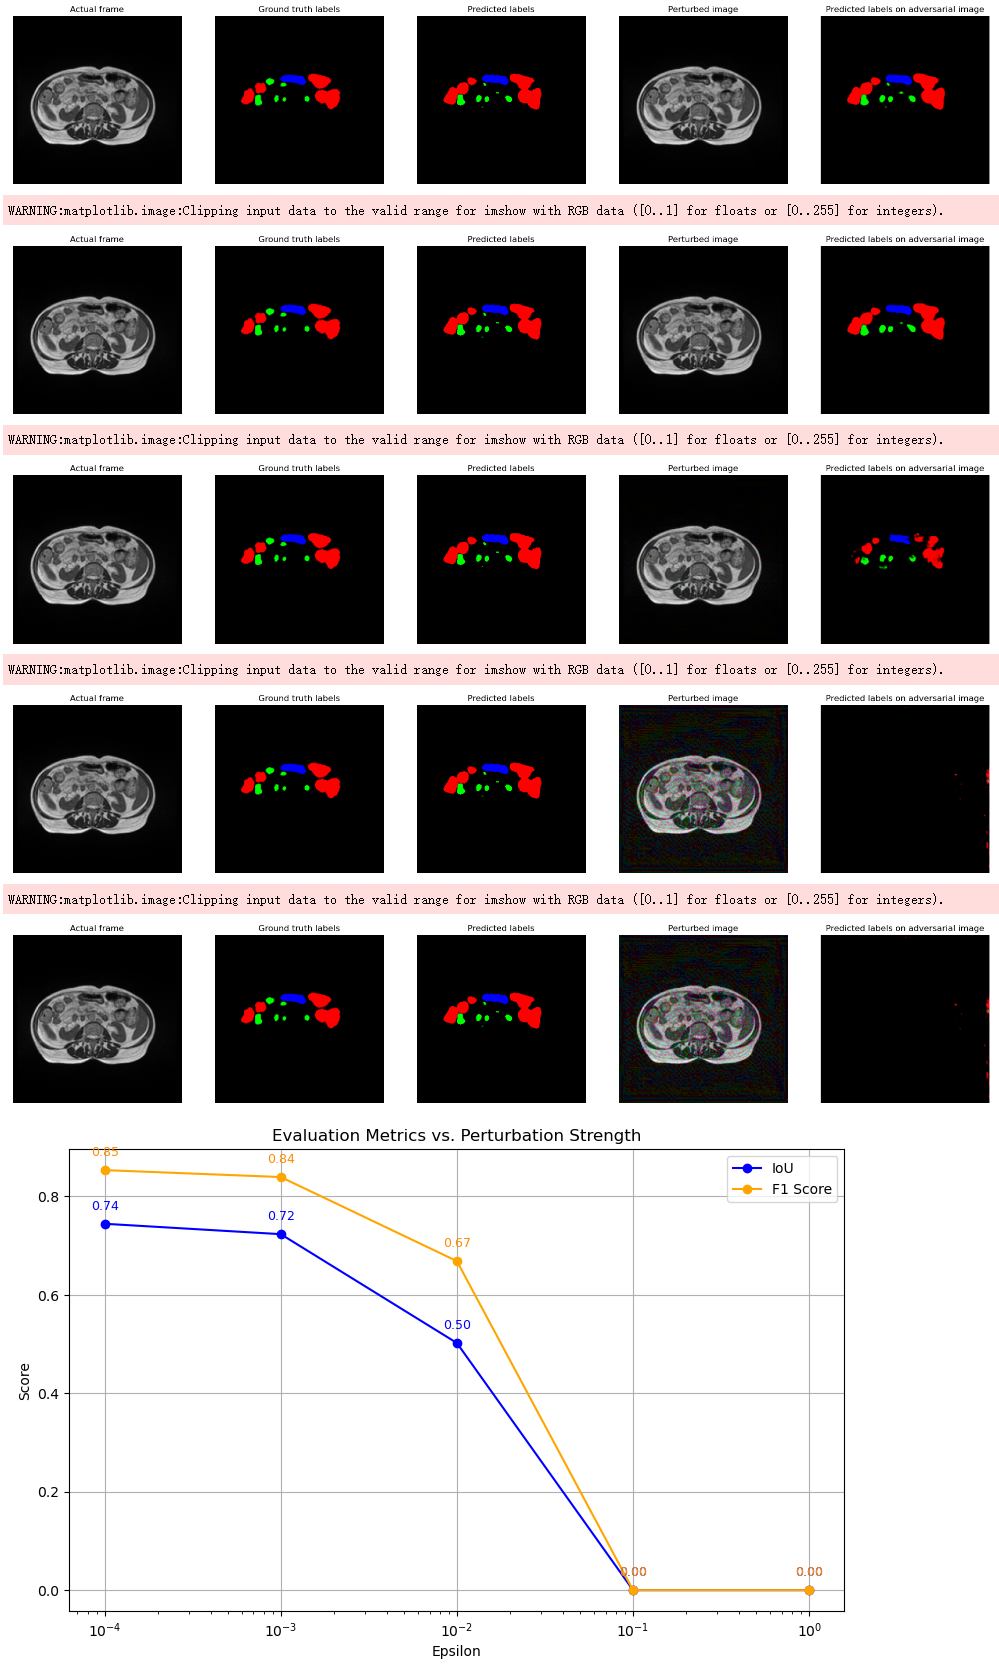 Actual frame Ground truth labels Predicted labels Perturbed image Predicted labels on adversarial image
WARNING:matplotlib.image:Clipping input data to the valid range for imshow with RGB data ([0..1] for floats or [0..255] for integers).
Actual frame Ground truth labels Predicted labels Perturbed image Predicted labels on adversarial image
WARNING:matplotlib.image:Clipping input data to the valid range for imshow with RGB data ([0..1] for floats or [0..255] for integers).
Actual frame Ground truth labels Predicted labels Perturbed image Predicted labels on adversarial image
WARNING:matplotlib.image:Clipping input data to the valid range for imshow with RGB data ([0..1] for floats or [0..255] for integers).
Actual frame Ground truth labels Predicted labels Perturbed image Predicted labels on adversarial image
WARNING:matplotlib.image:Clipping input data to the valid range for imshow with RGB data ([0..1] for floats or [0..255] for integers).
Actual frame Ground truth labels Predicted labels Perturbed image Predicted labels on adversarial image
Evaluation Metrics vs. Perturbation Strength
0.85
0.84
IoU
F1 Score
0.8
0.74
0.72
0.67
0.6
0.50
0.4
Score
0.2
0.00
0.00
0.0
10⁻⁴ 10⁻³ 10⁻² 10⁻¹ 10⁰
Epsilon